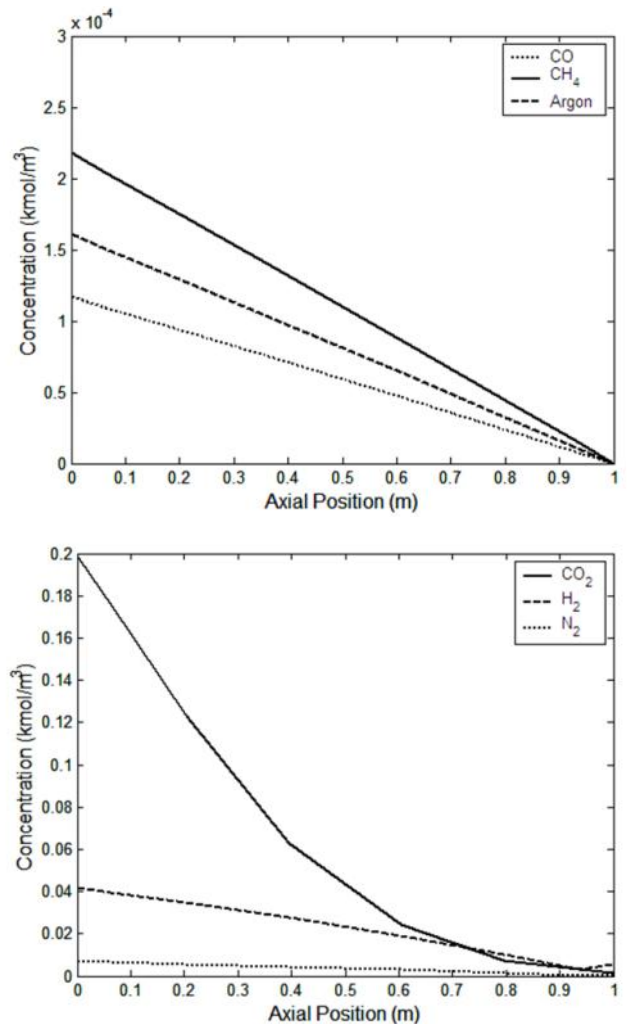 3 × 10⁻⁴
CO
CH₄
Argon
2.5
2
1.5
1
0.5
0
Concentration (kmol/m³)
0 0.1 0.2 0.3 0.4 0.5 0.6 0.7 0.8 0.9 1
Axial Position (m)
0.2
CO₂
H₂
N₂
0.18
0.16
0.14
0.12
0.1
0.08
0.06
0.04
0.02
0
Concentration (kmol/m³)
0 0.1 0.2 0.3 0.4 0.5 0.6 0.7 0.8 0.9 1
Axial Position (m)